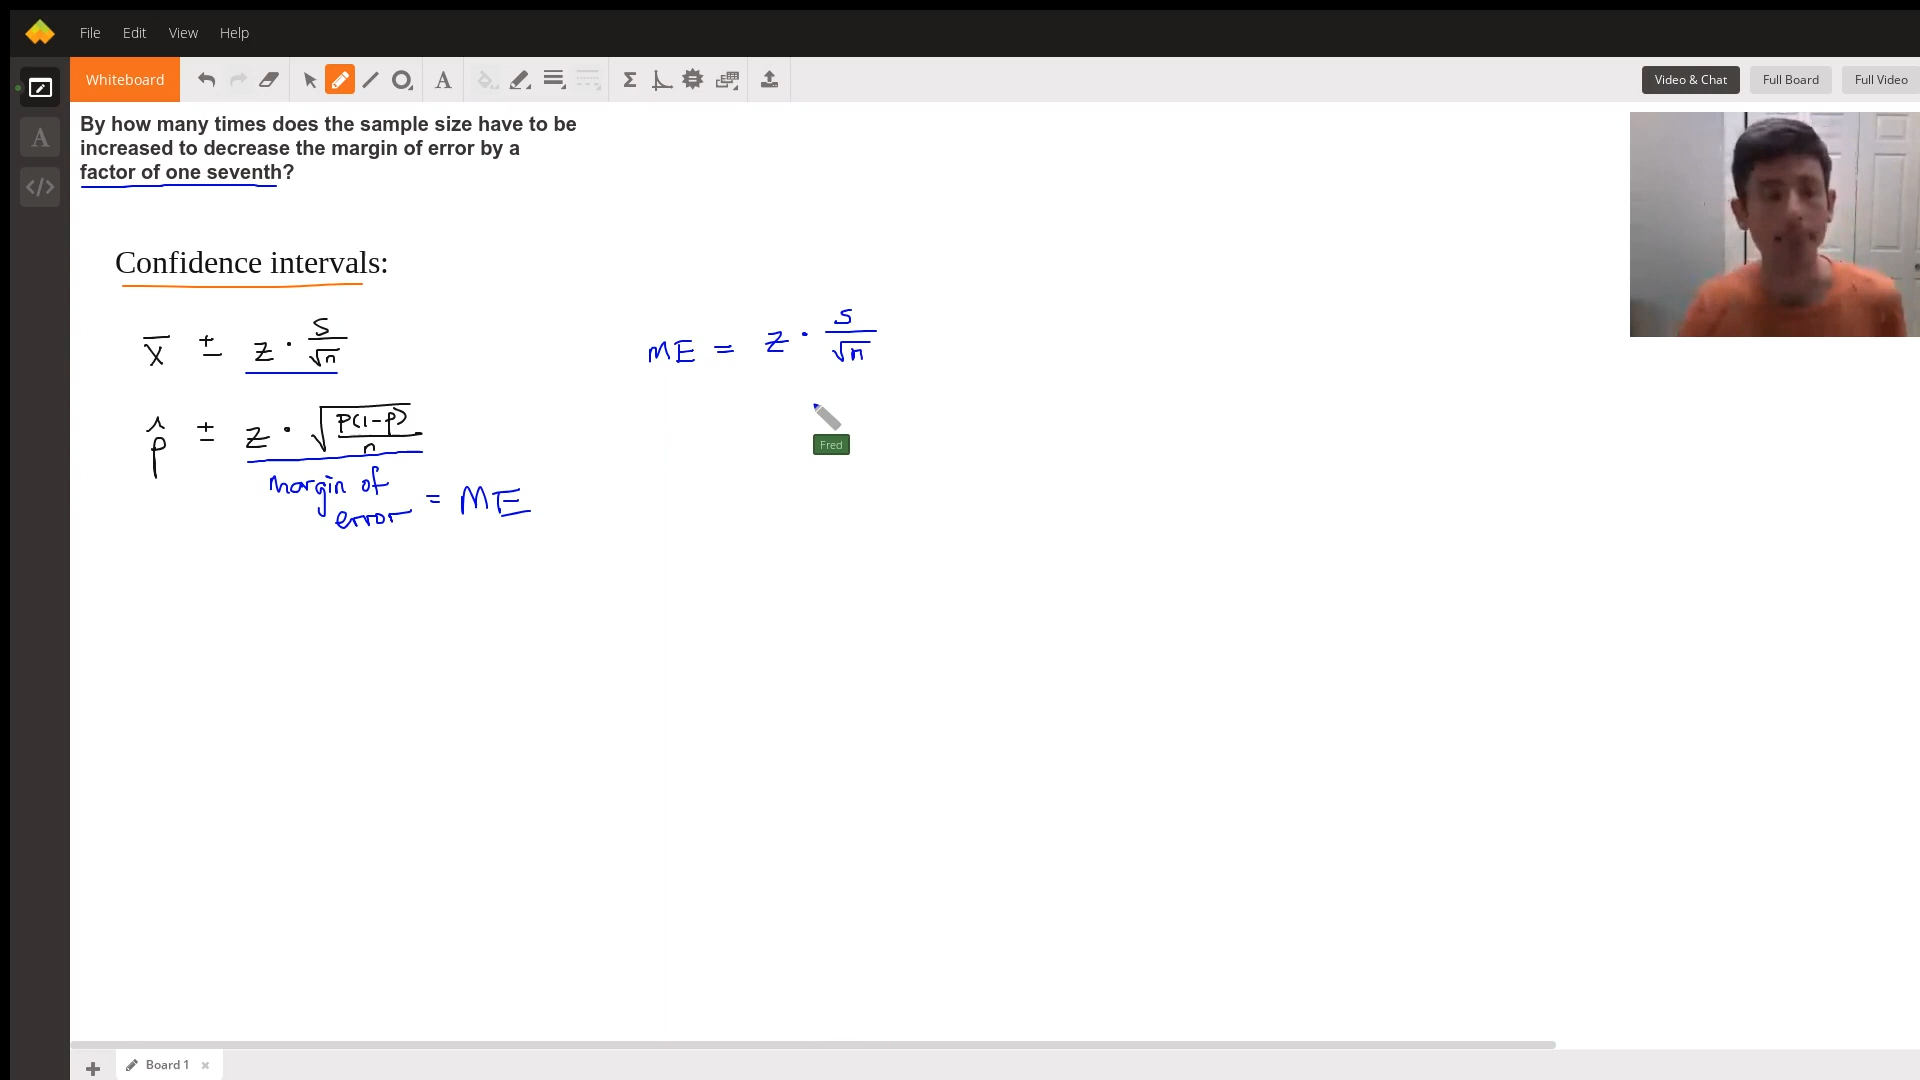 File Edit View Help
Whiteboard
Video & Chat Full Board Full Video
By how many times does the sample size have to be
increased to decrease the margin of error by a
factor of one seventh?
Confidence intervals:
x̅ ± z · s/√n
ME = z · s/√n
p̂ ± z · √(p(1-p)/n)
Fred
margin of
error = ME
Board 1